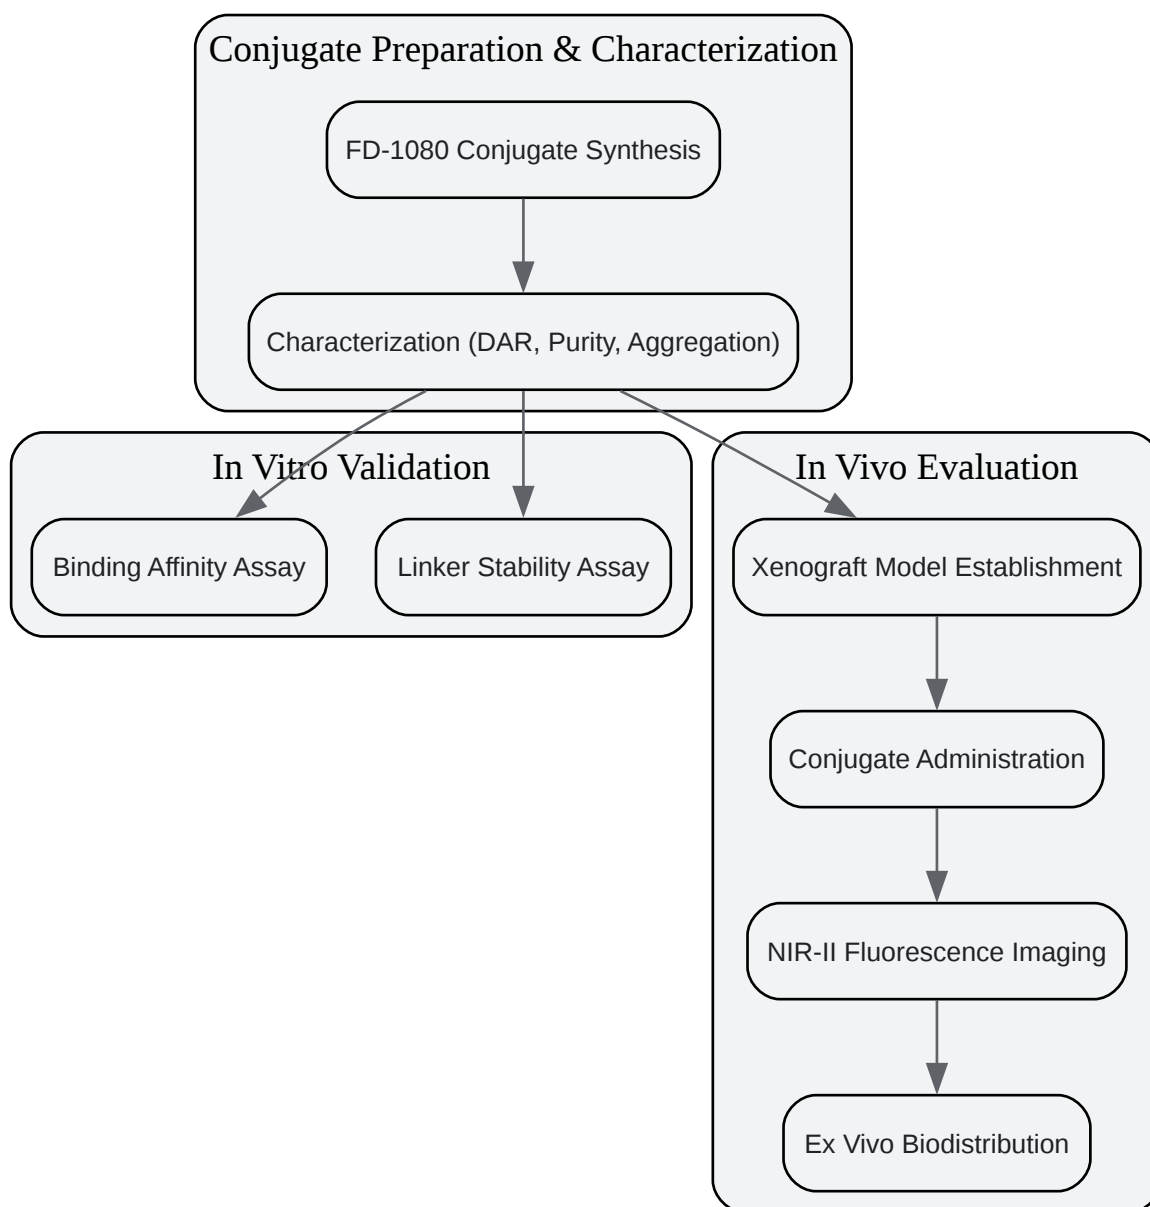 Conjugate Preparation & Characterization
FD-1080 Conjugate Synthesis
Characterization (DAR, Purity, Aggregation)
In Vitro Validation
Binding Affinity Assay
Linker Stability Assay
In Vivo Evaluation
Xenograft Model Establishment
Conjugate Administration
NIR-II Fluorescence Imaging
Ex Vivo Biodistribution